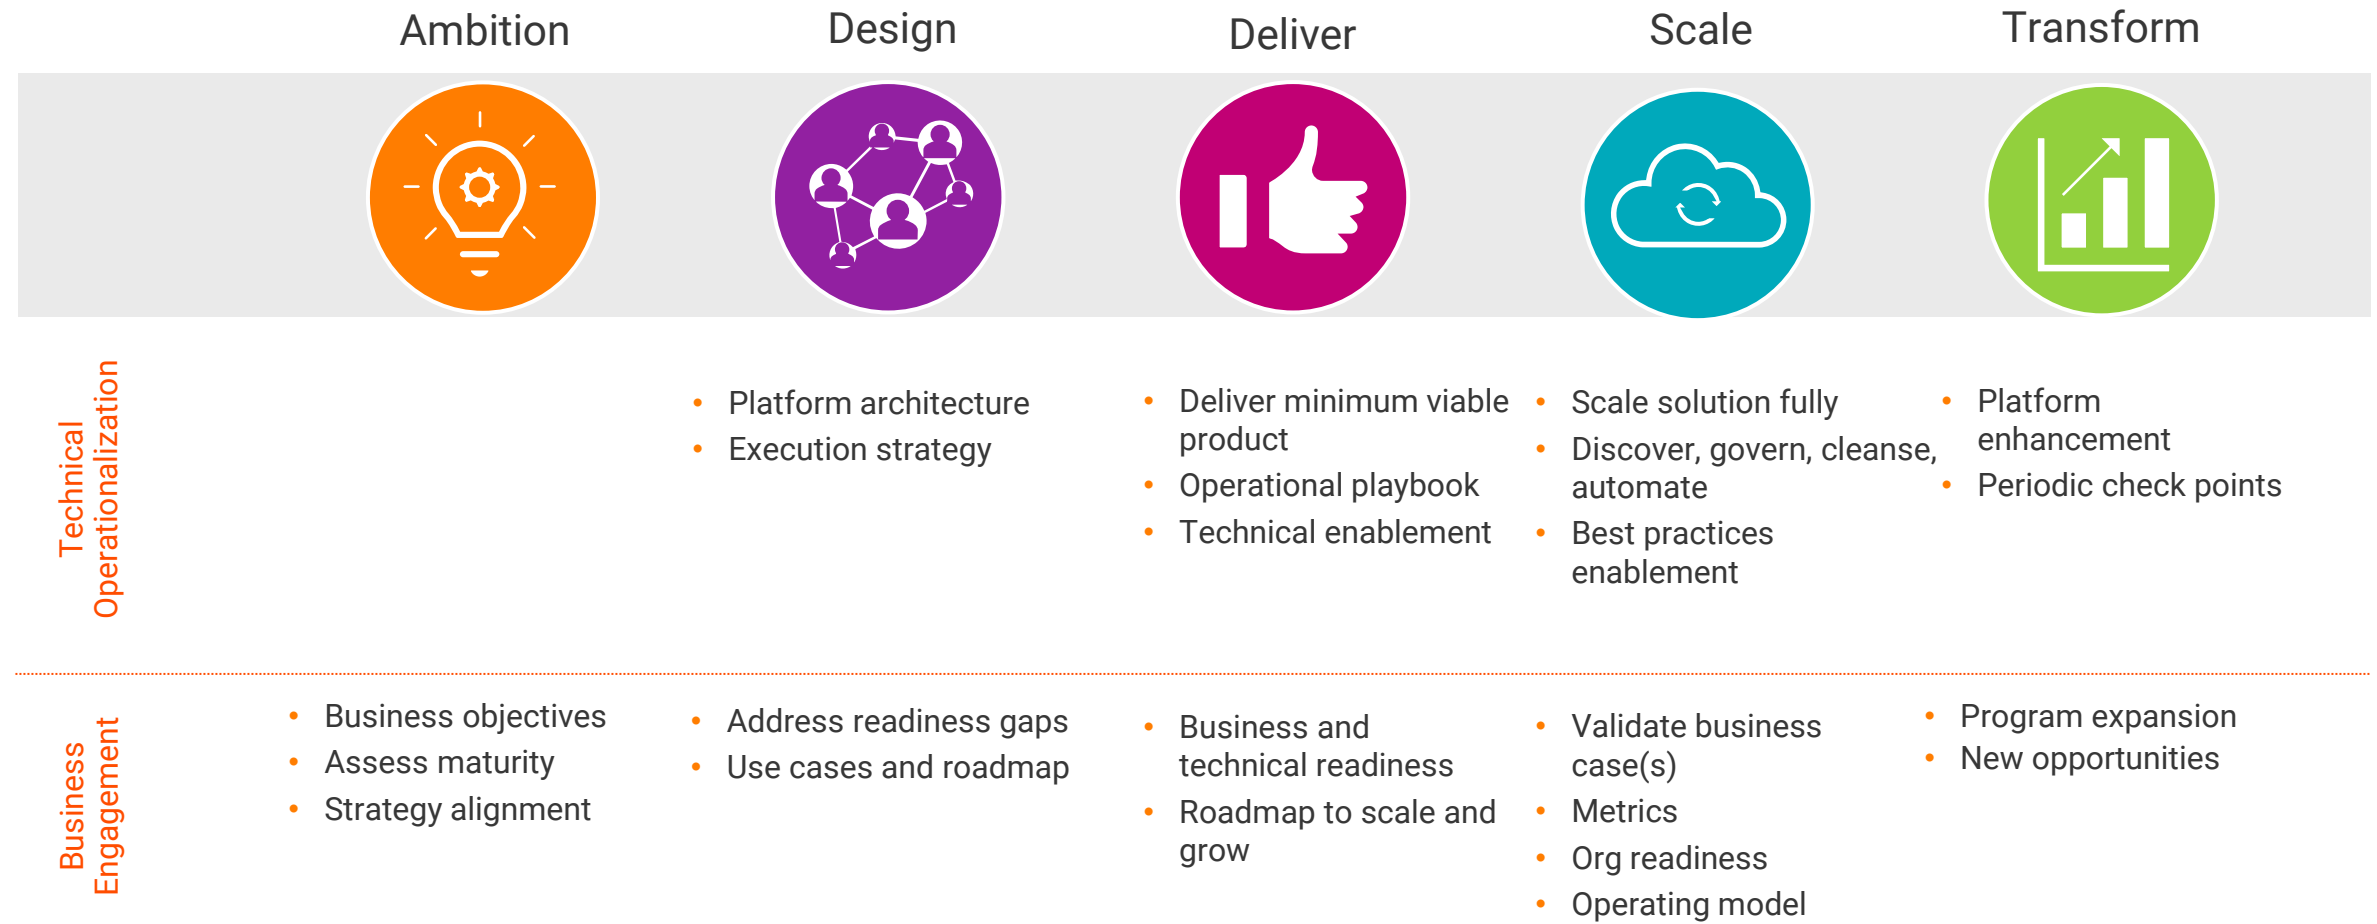 Ambition
Design
Deliver
Scale
Transform
Technical
Operationalization
• Platform architecture
• Execution strategy
• Deliver minimum viable
product
• Operational playbook
• Technical enablement
• Scale solution fully
• Discover, govern, cleanse,
automate
• Best practices
enablement
• Platform
enhancement
• Periodic check points
Business
Engagement
• Business objectives
• Assess maturity
• Strategy alignment
• Address readiness gaps
• Use cases and roadmap
• Business and
technical readiness
• Roadmap to scale and
grow
• Validate business
case(s)
• Metrics
• Org readiness
• Operating model
• Program expansion
• New opportunities